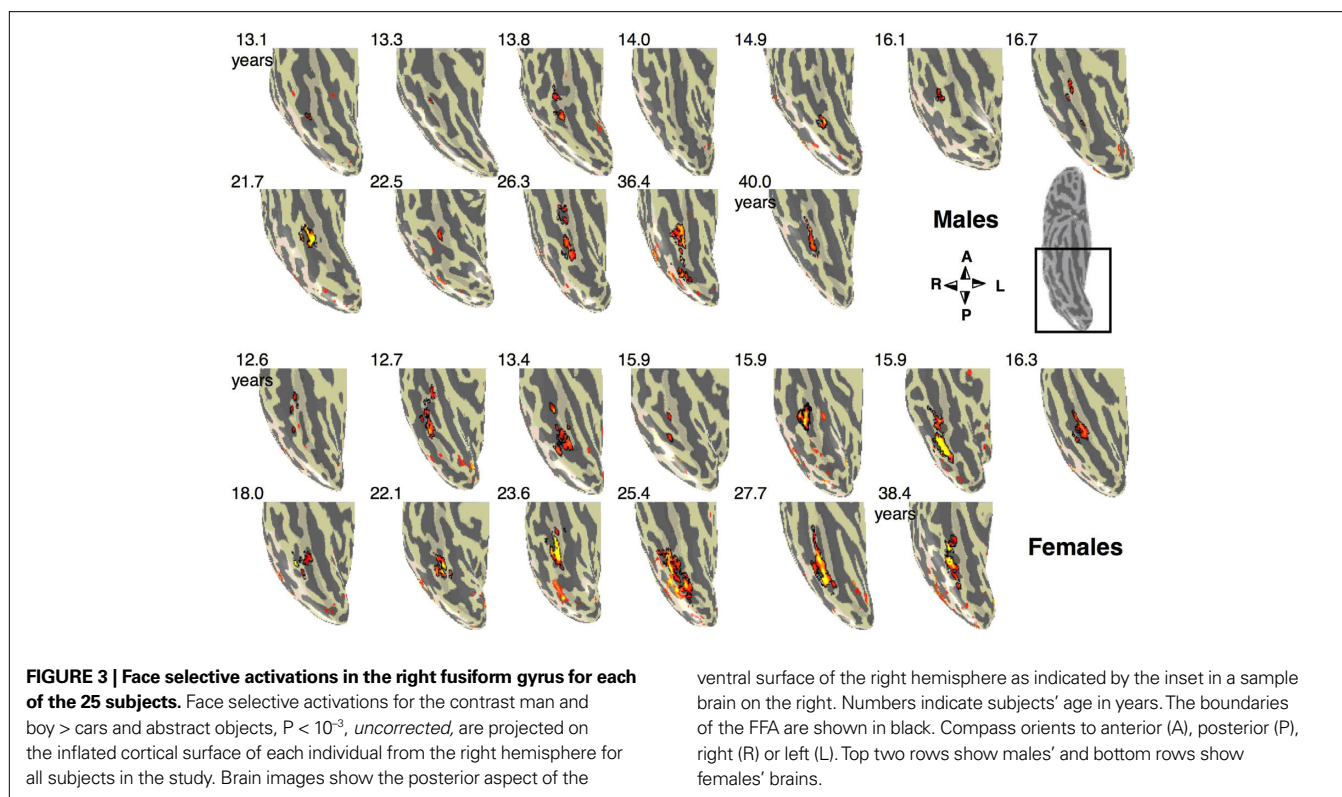 13.1 13.3 13.8 14.0 14.9 16.1 16.7
years
21.7 22.5 26.3 36.4 40.0
years
Males
A
R L
P
12.6 12.7 13.4 15.9 15.9 15.9 16.3
years
18.0 22.1 23.6 25.4 27.7 38.4
years
Females
FIGURE 3 | Face selective activations in the right fusiform gyrus for each
of the 25 subjects. Face selective activations for the contrast man and
boy > cars and abstract objects, P < 10⁻³, uncorrected, are projected on
the inflated cortical surface of each individual from the right hemisphere for
all subjects in the study. Brain images show the posterior aspect of the
ventral surface of the right hemisphere as indicated by the inset in a sample
brain on the right. Numbers indicate subjects' age in years. The boundaries
of the FFA are shown in black. Compass orients to anterior (A), posterior (P),
right (R) or left (L). Top two rows show males' and bottom rows show
females' brains.